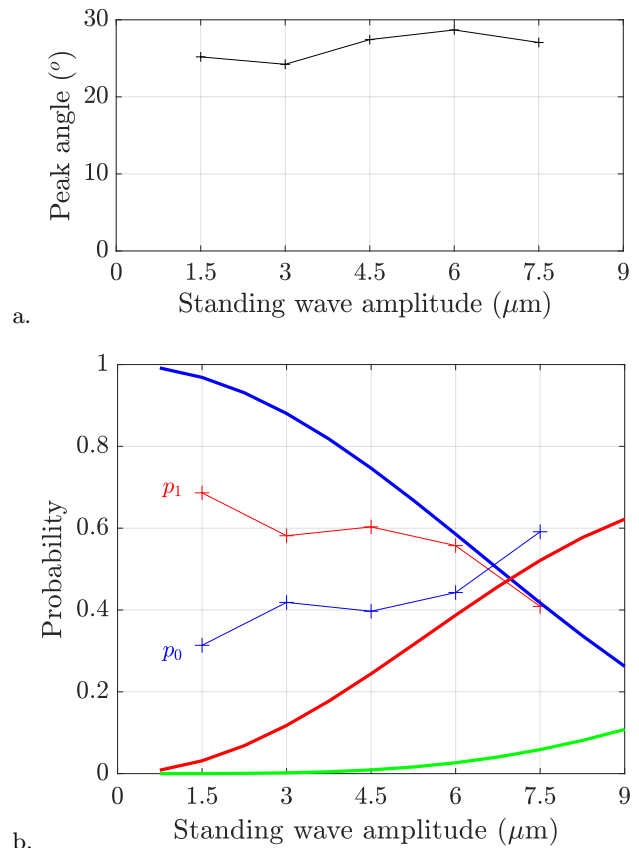 30
20
10
0
Peak angle (°)
0 1.5 3 4.5 6 7.5 9
Standing wave amplitude (μm)
a.
1
0.8
0.6
0.4
0.2
0
Probability
p₁
p₀
0 1.5 3 4.5 6 7.5 9
Standing wave amplitude (μm)
b.